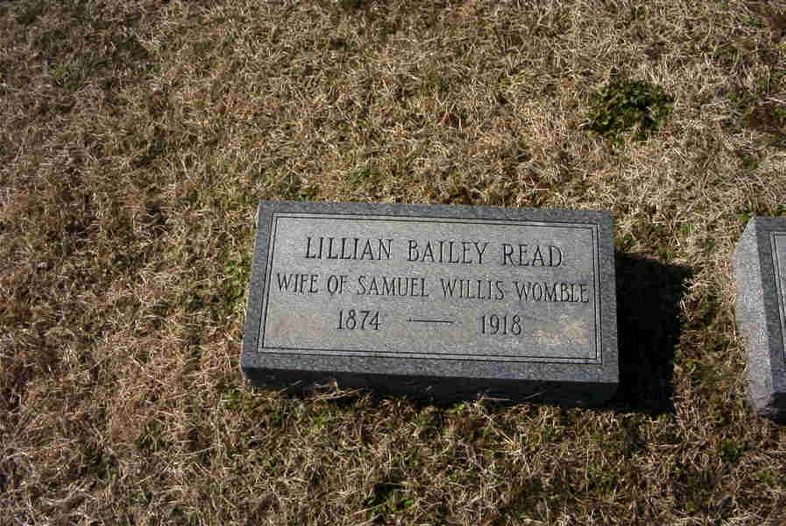 LILLIAN BAILEY READ
WIFE OF SAMUEL WILLIS WOMBLE
1874 — 1918